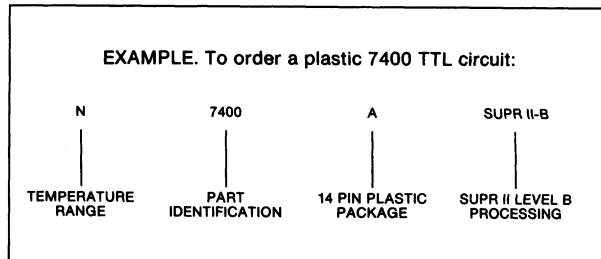 EXAMPLE. To order a plastic 7400 TTL circuit:
N 7400 A SUPR II-B
TEMPERATURE RANGE
PART IDENTIFICATION
14 PIN PLASTIC PACKAGE
SUPR II LEVEL B PROCESSING